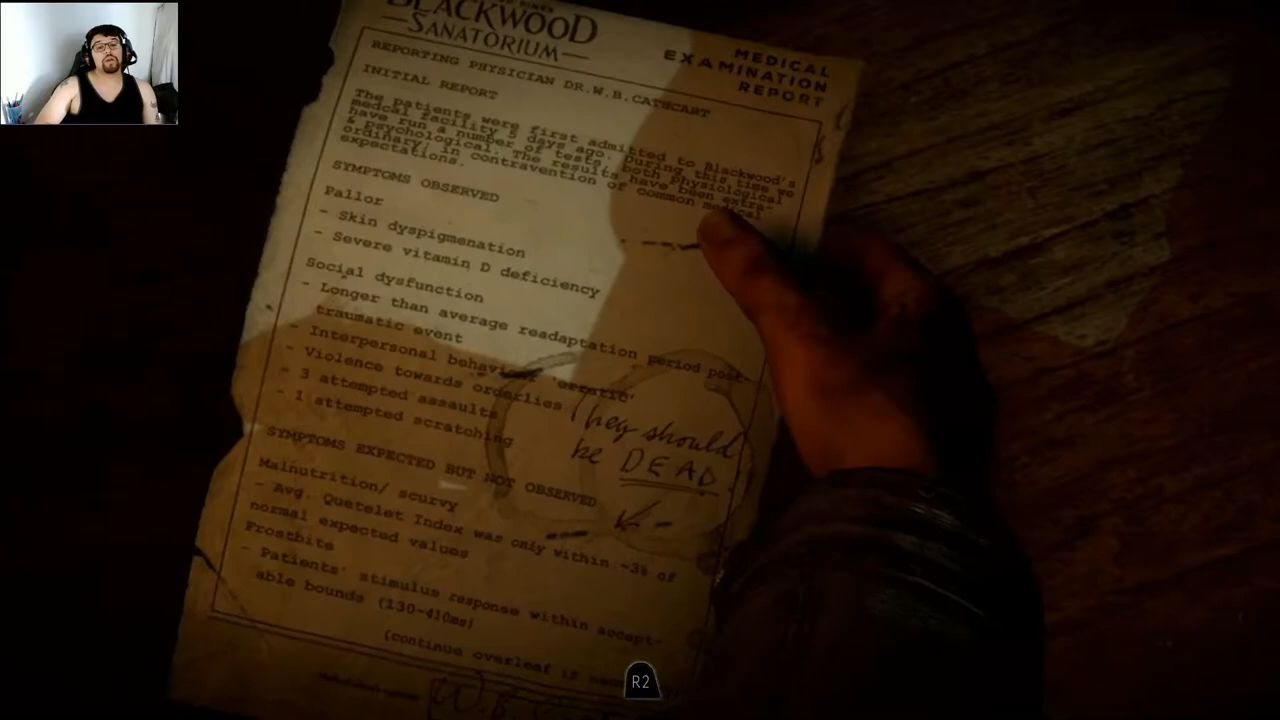 BLACKWOOD
SANATORIUM
MEDICAL
EXAMINATION
REPORT
REPORTING PHYSICIAN DR.W.B.CATHCART
INITIAL REPORT
The patients were first admitted to Blackwood's
medcal facility 5 days ago. During this time we
have run a number of tests, both Physiological
& psychological. The results have been extra-
ordinary; in contravention of common medical
expectations.
SYMPTOMS OBSERVED
Pallor
- Skin dyspigmenation
- Severe vitamin D deficiency
Social dysfunction
- Longer than average readaptation period post-
traumatic event
- Interpersonal behavior 'erratic'
- Violence towards orderlies
- 3 attempted assaults
- 1 attempted scratching
They should
be DEAD
SYMPTOMS EXPECTED BUT NOT OBSERVED
Malnutrition/ scurvy
- Avg. Quetelet Index was only within ~3% of
normal expected values
Frostbite
- Patients' stimulus response within accept-
able bounds (130-410ms)
(continue overleaf if
W.B.
R2